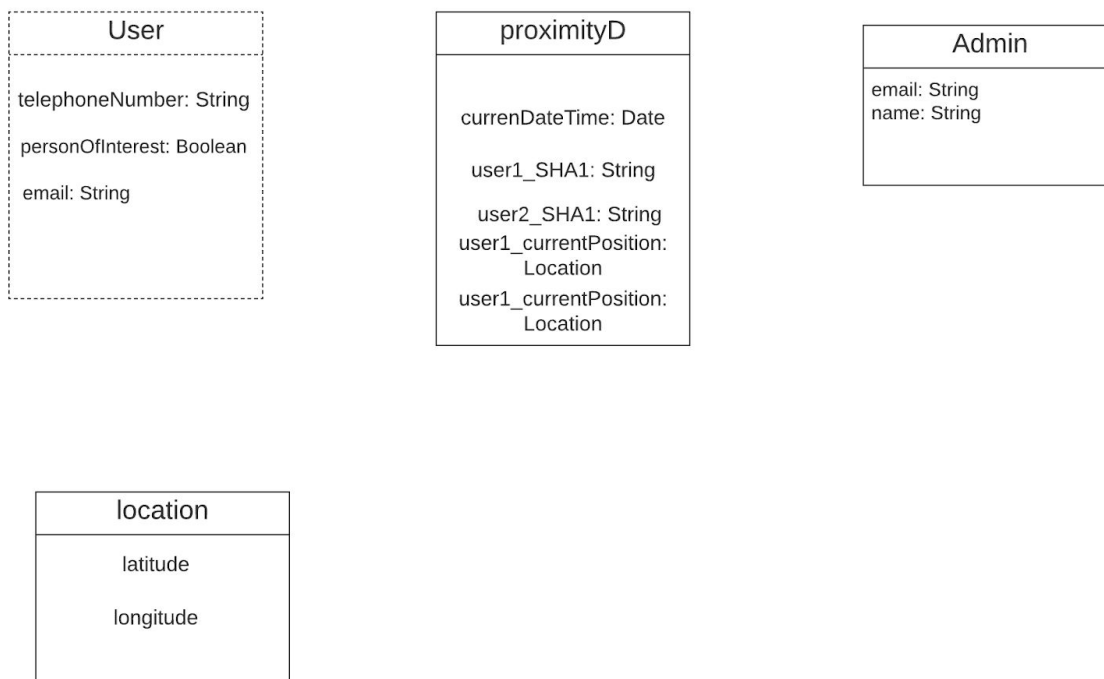 User
telephoneNumber: String
personOfInterest: Boolean
email: String
proximityD
currenDateTime: Date
user1_SHA1: String
user2_SHA1: String
user1_currentPosition:
Location
user1_currentPosition:
Location
Admin
email: String
name: String
location
latitude
longitude